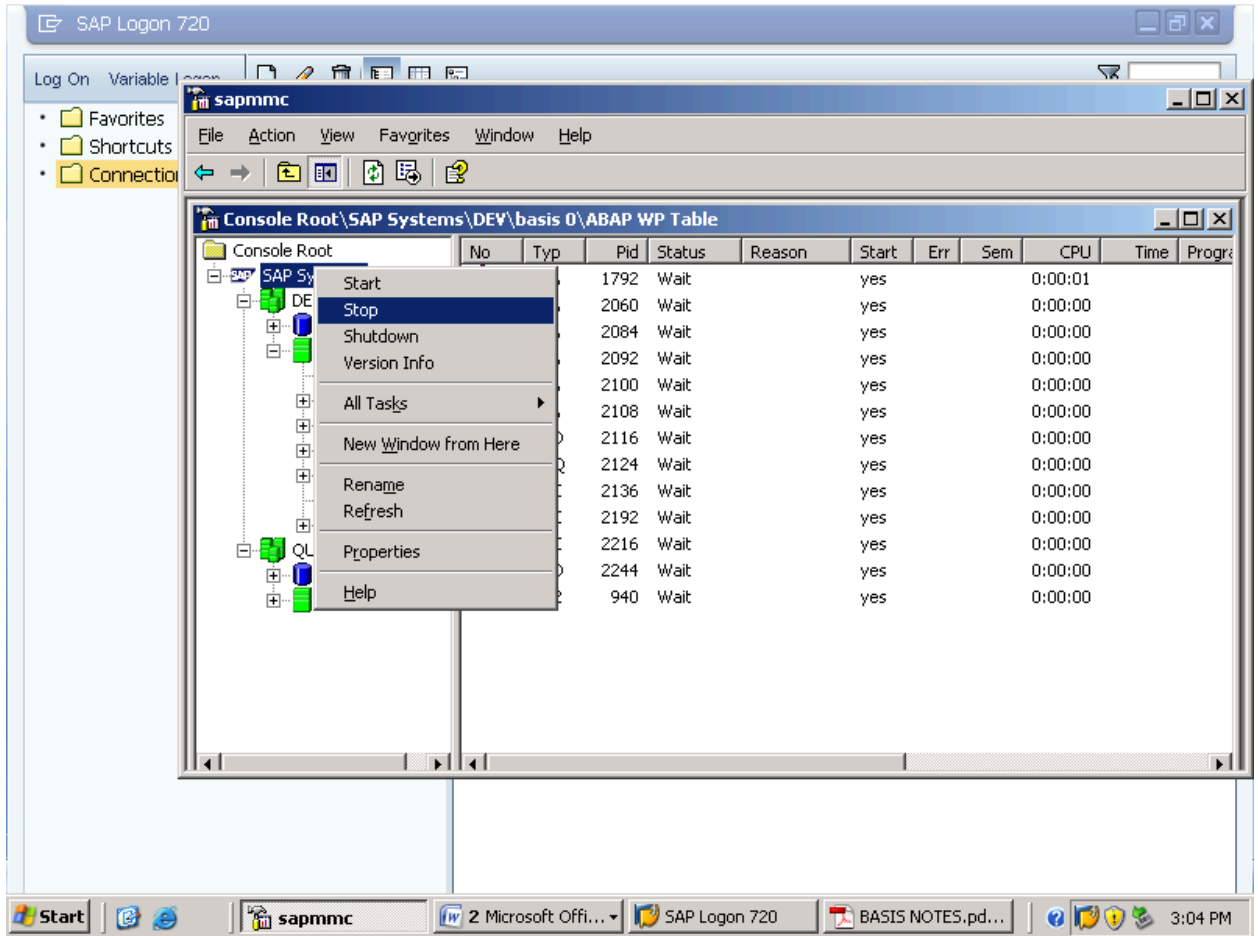 SAP Logon 720
Log On Variable
Favorites
Shortcuts
sapmmc
File Action View Favorites Window Help
Console Root\SAP Systems\DEV\basis 0\ABAP WP Table
Console Root
SAP
No Typ Pid Status Reason Start Err Sem CPU Time
1792 Wait yes 0:00:01
2060 Wait yes 0:00:00
2084 Wait yes 0:00:00
2092 Wait yes 0:00:00
2100 Wait yes 0:00:00
2108 Wait yes 0:00:00
2116 Wait yes 0:00:00
2124 Wait yes 0:00:00
2136 Wait yes 0:00:00
2192 Wait yes 0:00:00
2216 Wait yes 0:00:00
2244 Wait yes 0:00:00
940 Wait yes 0:00:00
Start
Stop
Shutdown
Version Info
All Tasks
New Window from Here
Rename
Refresh
Properties
Help
Start sapmmc 2 Microsoft Offi... SAP Logon 720 BASIS NOTES.pd... 3:04 PM